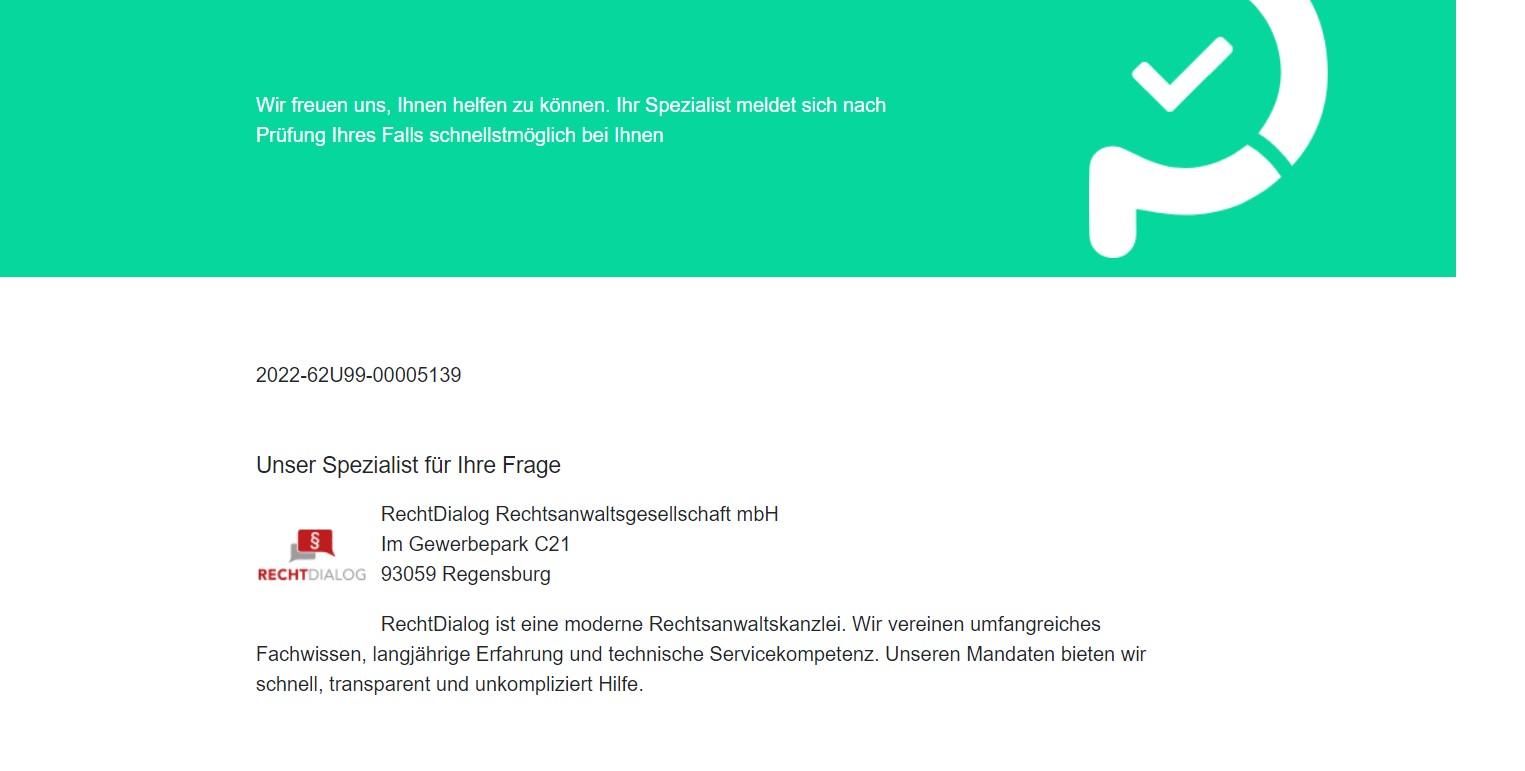 Wir freuen uns, Ihnen helfen zu können. Ihr Spezialist meldet sich nach
Prüfung Ihres Falls schnellstmöglich bei Ihnen
2022-62U99-00005139
Unser Spezialist für Ihre Frage
§
RECHTDIALOG
RechtDialog Rechtsanwaltsgesellschaft mbH
Im Gewerbepark C21
93059 Regensburg
RechtDialog ist eine moderne Rechtsanwaltskanzlei. Wir vereinen umfangreiches
Fachwissen, langjährige Erfahrung und technische Servicekompetenz. Unseren Mandaten bieten wir
schnell, transparent und unkompliziert Hilfe.